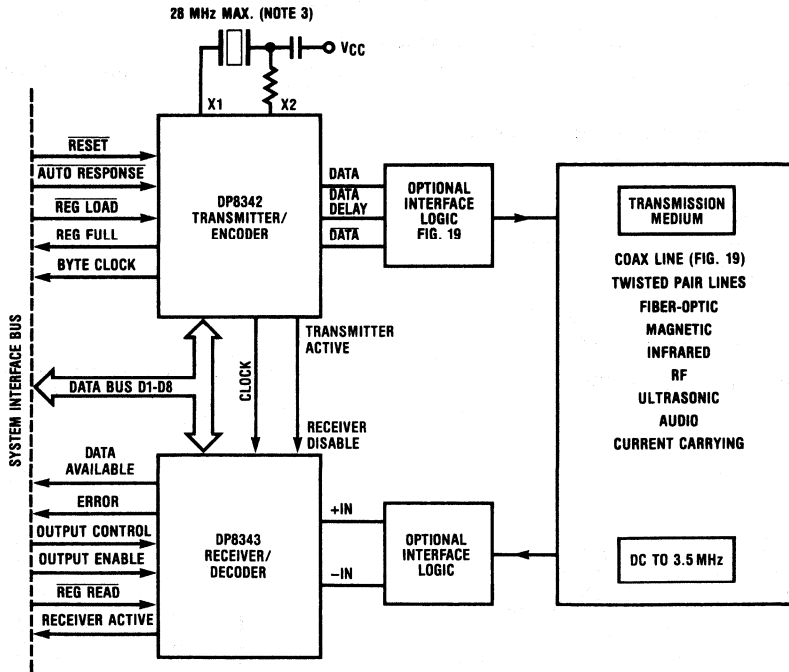 28 MHz MAX. (NOTE 3)
VCC
X1
X2
SYSTEM INTERFACE BUS
RESET
AUTO RESPONSE
REG LOAD
REG FULL
BYTE CLOCK
DP8342
TRANSMITTER/
ENCODER
DATA
DATA
DELAY
DATA
OPTIONAL
INTERFACE
LOGIC
FIG. 19
TRANSMISSION
MEDIUM
COAX LINE (FIG. 19)
TWISTED PAIR LINES
FIBER-OPTIC
MAGNETIC
INFRARED
RF
ULTRASONIC
AUDIO
CURRENT CARRYING
DC TO 3.5 MHz
DATA BUS D1-D8
CLOCK
TRANSMITTER
ACTIVE
RECEIVER
DISABLE
DATA
AVAILABLE
ERROR
OUTPUT CONTROL
OUTPUT ENABLE
REG READ
RECEIVER ACTIVE
DP8343
RECEIVER/
DECODER
+IN
−IN
OPTIONAL
INTERFACE
LOGIC